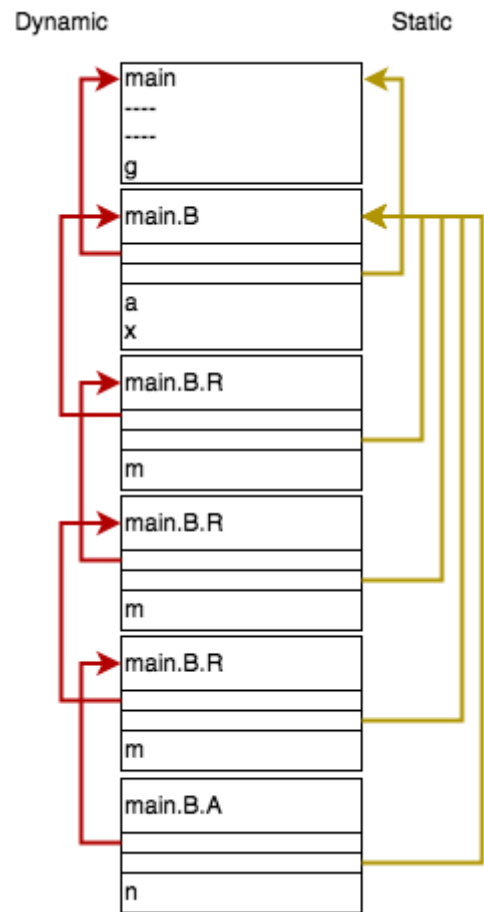 Dynamic Static
main
----
----
g
main.B
a
x
main.B.R
m
main.B.R
m
main.B.R
m
main.B.A
n